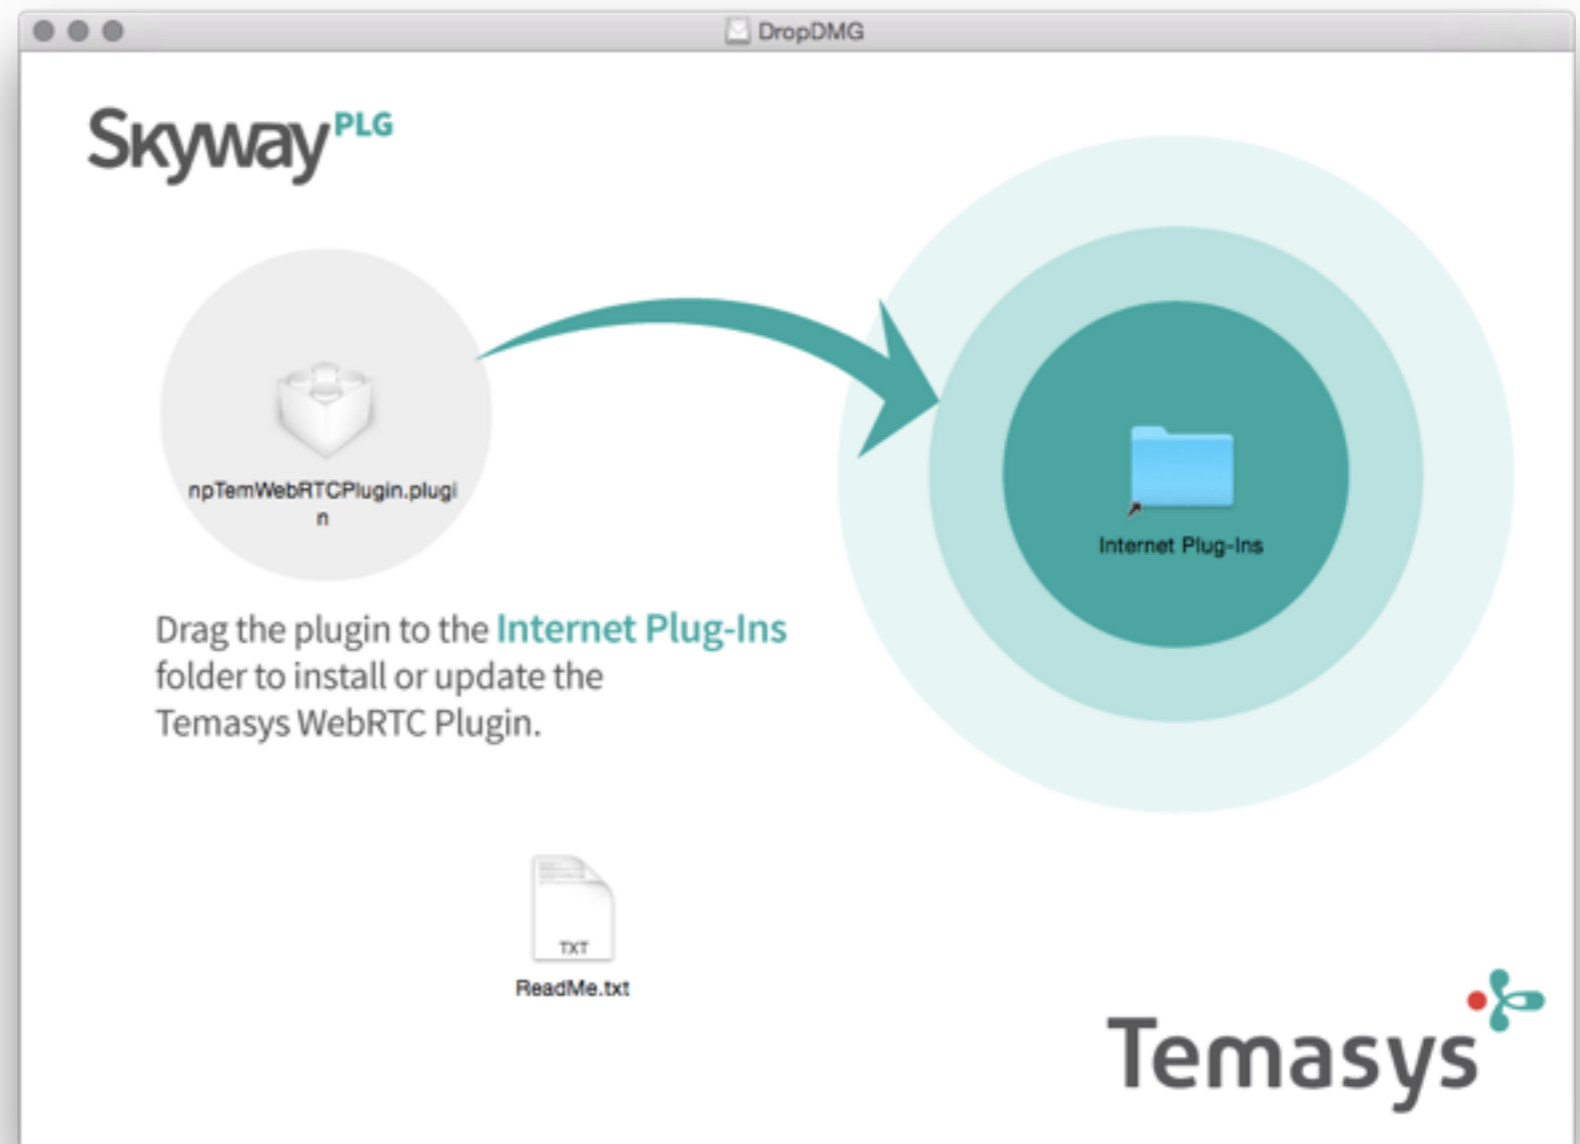 DropDMG
Skyway PLG
npTemWebRTCPlugin.plugi
n
Internet Plug-Ins
Drag the plugin to the Internet Plug-Ins
folder to install or update the
Temasys WebRTC Plugin.
TXT
ReadMe.txt
Temasys